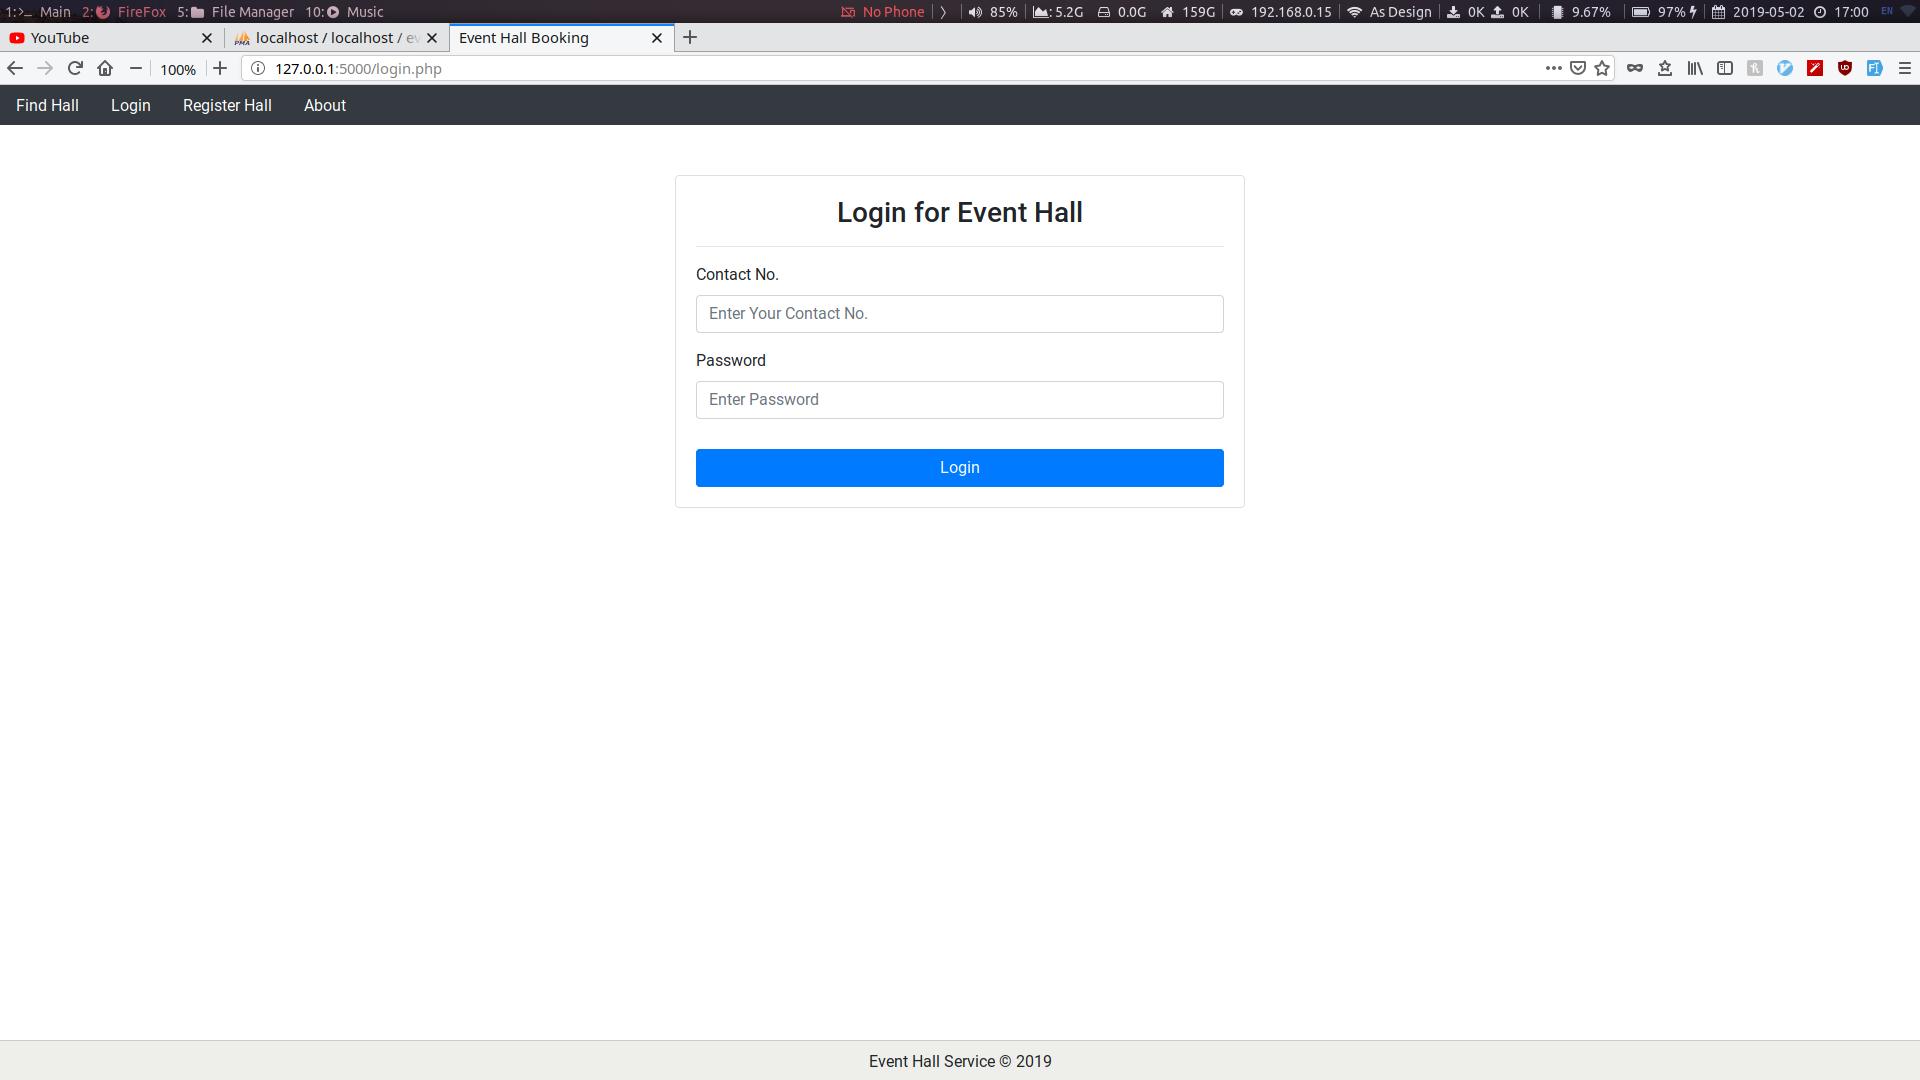 1:>_ Main 2: FireFox 5: File Manager 10: Music No Phone 85% 5.2G 0.0G 159G 192.168.0.15 As Design 0K 0K 9.67% 97% 2019-05-02 17:00 EN
YouTube localhost / localhost / ev Event Hall Booking
100% 127.0.0.1:5000/login.php
Find Hall Login Register Hall About
Login for Event Hall
Contact No.
Enter Your Contact No.
Password
Enter Password
Login
Event Hall Service © 2019